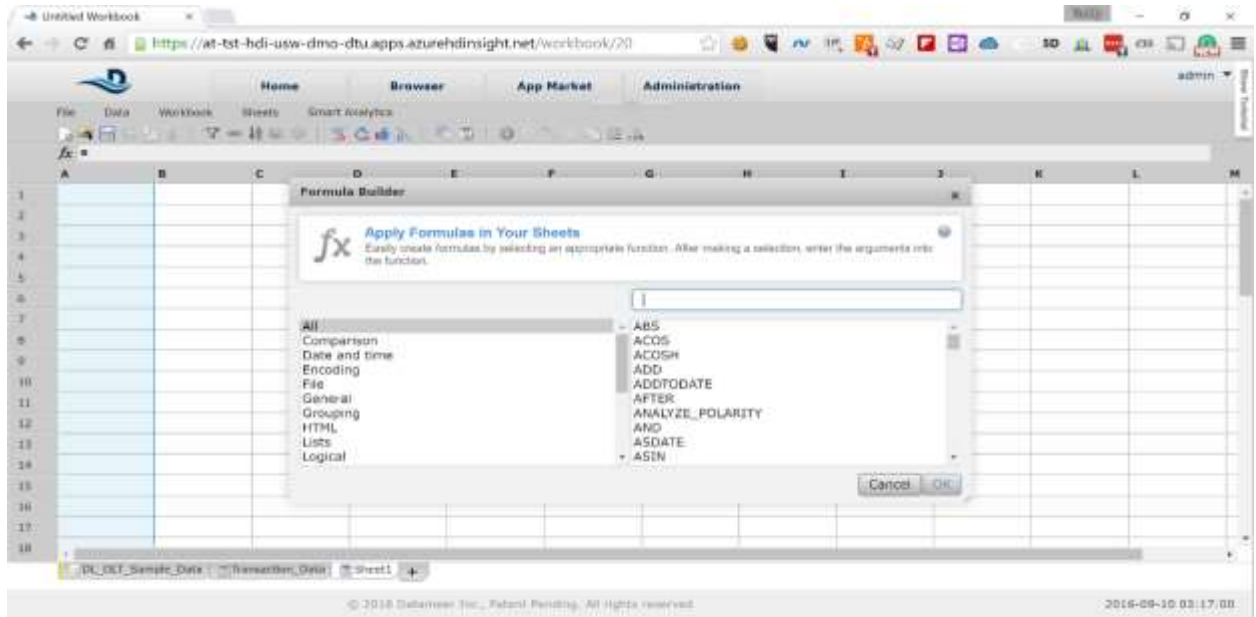 Untitled Workbook
https://at-tst-hdi-usw-dmo-dtu.apps.azurehdinsight.net/workbook/20
Home Browser App Market Administration
admin
File Data Workbook Sheets Smart Analytics
fx =
A B C D E F G H I J K L M
Formula Builder
fx
Apply Formulas in Your Sheets
Easily create formulas by selecting an appropriate function. After making a selection, enter the arguments into
the function.
All
Comparison
Date and time
Encoding
File
General
Grouping
HTML
Lists
Logical
ABS
ACOS
ACOSH
ADD
ADDTODATE
AFTER
ANALYZE_POLARITY
AND
ASDATE
ASIN
Cancel OK
1
2
3
4
5
6
7
8
9
10
11
12
13
14
15
16
17
18
Transaction_Data Sheet1 +
© 2016 Datameer Inc., Patent Pending. All rights reserved
2016-09-10 03:17:00